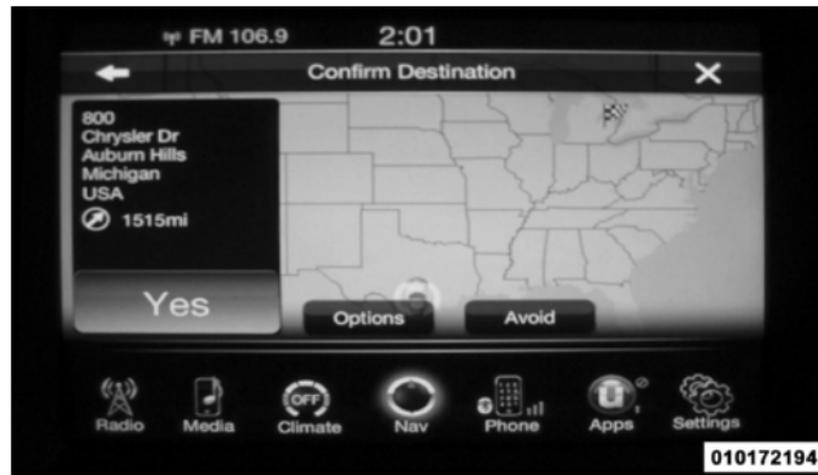 FM 106.9
2:01
Confirm Destination
800
Chrysler Dr
Auburn Hills
Michigan
USA
1515mi
Yes
Options
Avoid
OFF
Radio
Media
Climate
Nav
Phone
Apps
Settings
010172194